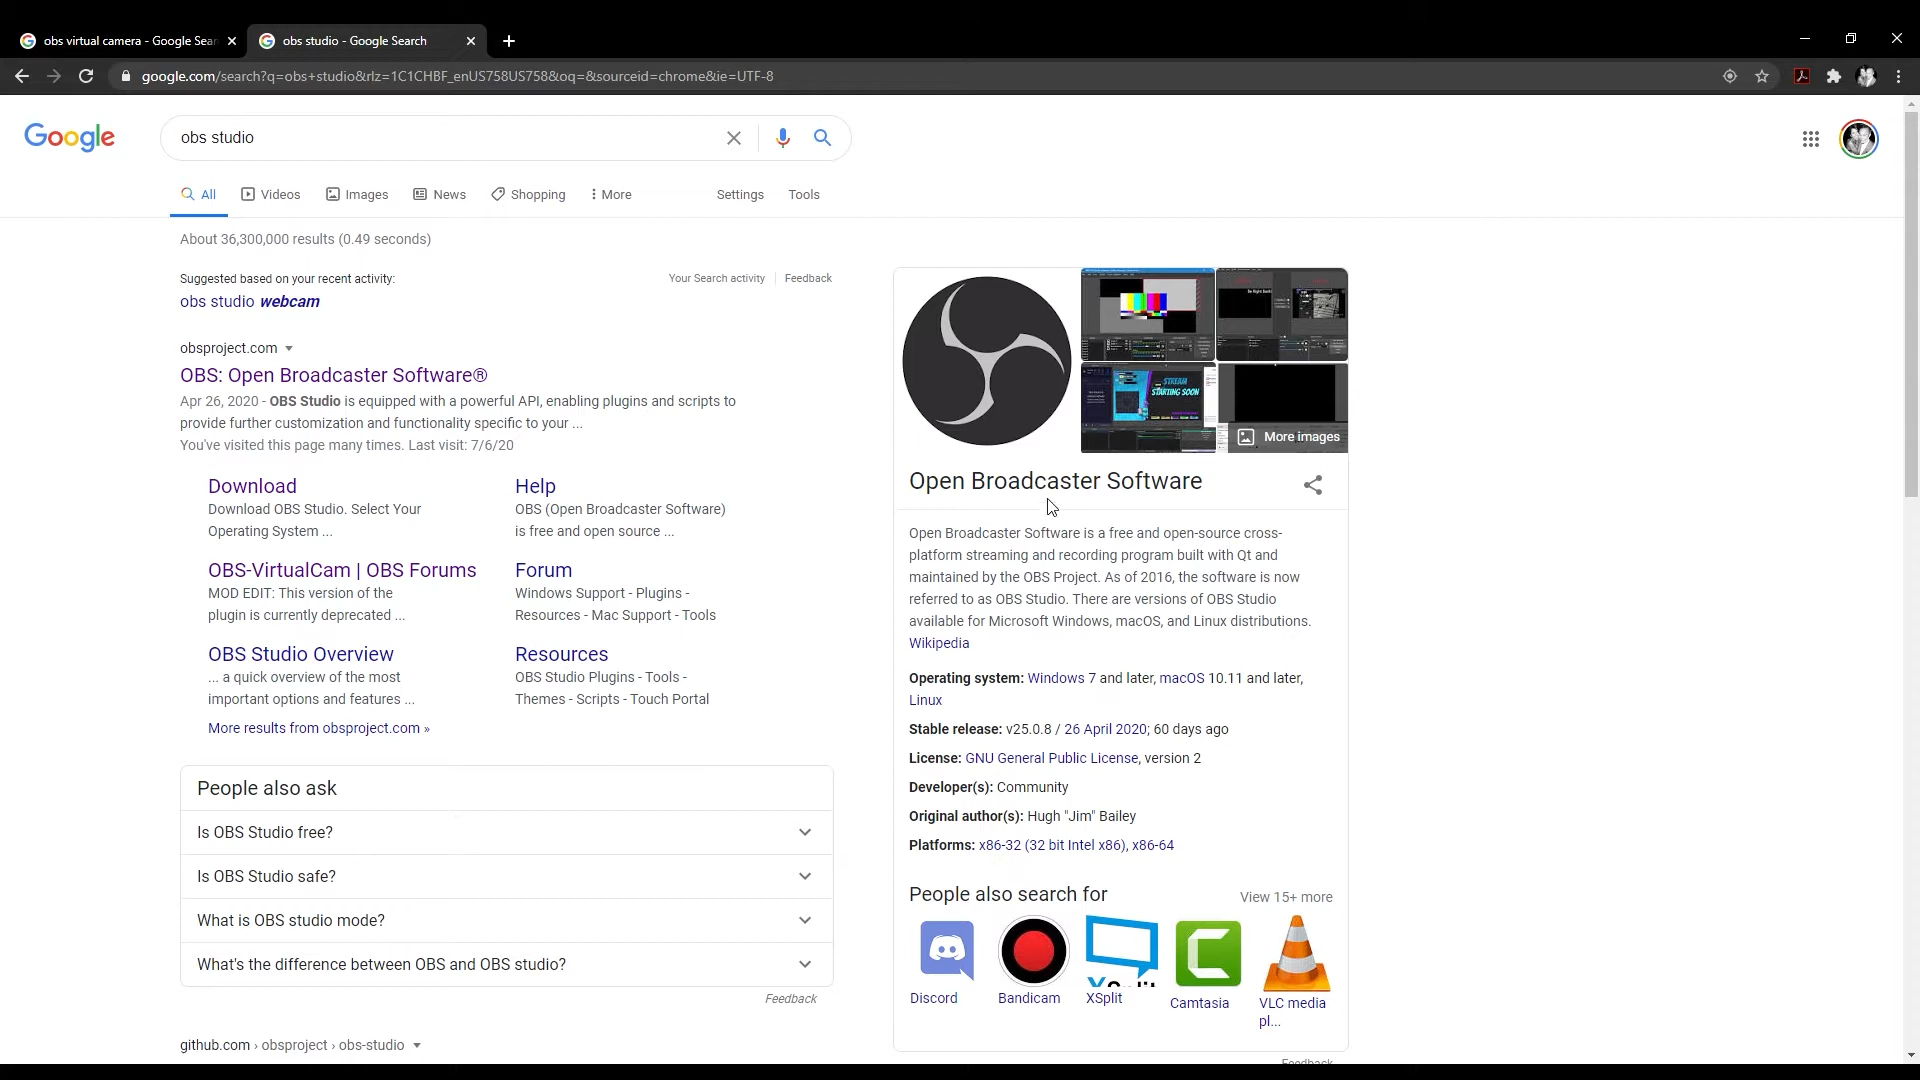 obs virtual camera - Google Sear
obs studio - Google Search
google.com/search?q=obs+studio&rlz=1C1CHBF_enUS758US758&oq=&sourceid=chrome&ie=UTF-8
Google
obs studio
All
Videos
Images
News
Shopping
More
Settings
Tools
About 36,300,000 results (0.49 seconds)
Suggested based on your recent activity:
Your Search activity
Feedback
obs studio webcam
obsproject.com
OBS: Open Broadcaster Software®
Apr 26, 2020 - OBS Studio is equipped with a powerful API, enabling plugins and scripts to
provide further customization and functionality specific to your ...
You've visited this page many times. Last visit: 7/6/20
Download
Download OBS Studio. Select Your
Operating System ...
Help
OBS (Open Broadcaster Software)
is free and open source ...
OBS-VirtualCam | OBS Forums
MOD EDIT: This version of the
plugin is currently deprecated ...
Forum
Windows Support - Plugins -
Resources - Mac Support - Tools
OBS Studio Overview
... a quick overview of the most
important options and features ...
Resources
OBS Studio Plugins - Tools -
Themes - Scripts - Touch Portal
More results from obsproject.com »
People also ask
Is OBS Studio free?
Is OBS Studio safe?
What is OBS studio mode?
What's the difference between OBS and OBS studio?
Feedback
github.com › obsproject › obs-studio
STREAM
STARTING SOON
More images
Open Broadcaster Software
Open Broadcaster Software is a free and open-source cross-
platform streaming and recording program built with Qt and
maintained by the OBS Project. As of 2016, the software is now
referred to as OBS Studio. There are versions of OBS Studio
available for Microsoft Windows, macOS, and Linux distributions.
Wikipedia
Operating system: Windows 7 and later, macOS 10.11 and later,
Linux
Stable release: v25.0.8 / 26 April 2020; 60 days ago
License: GNU General Public License, version 2
Developer(s): Community
Original author(s): Hugh "Jim" Bailey
Platforms: x86-32 (32 bit Intel x86), x86-64
People also search for
View 15+ more
Discord
Bandicam
XSplit
Camtasia
VLC media
pl...
Feedback